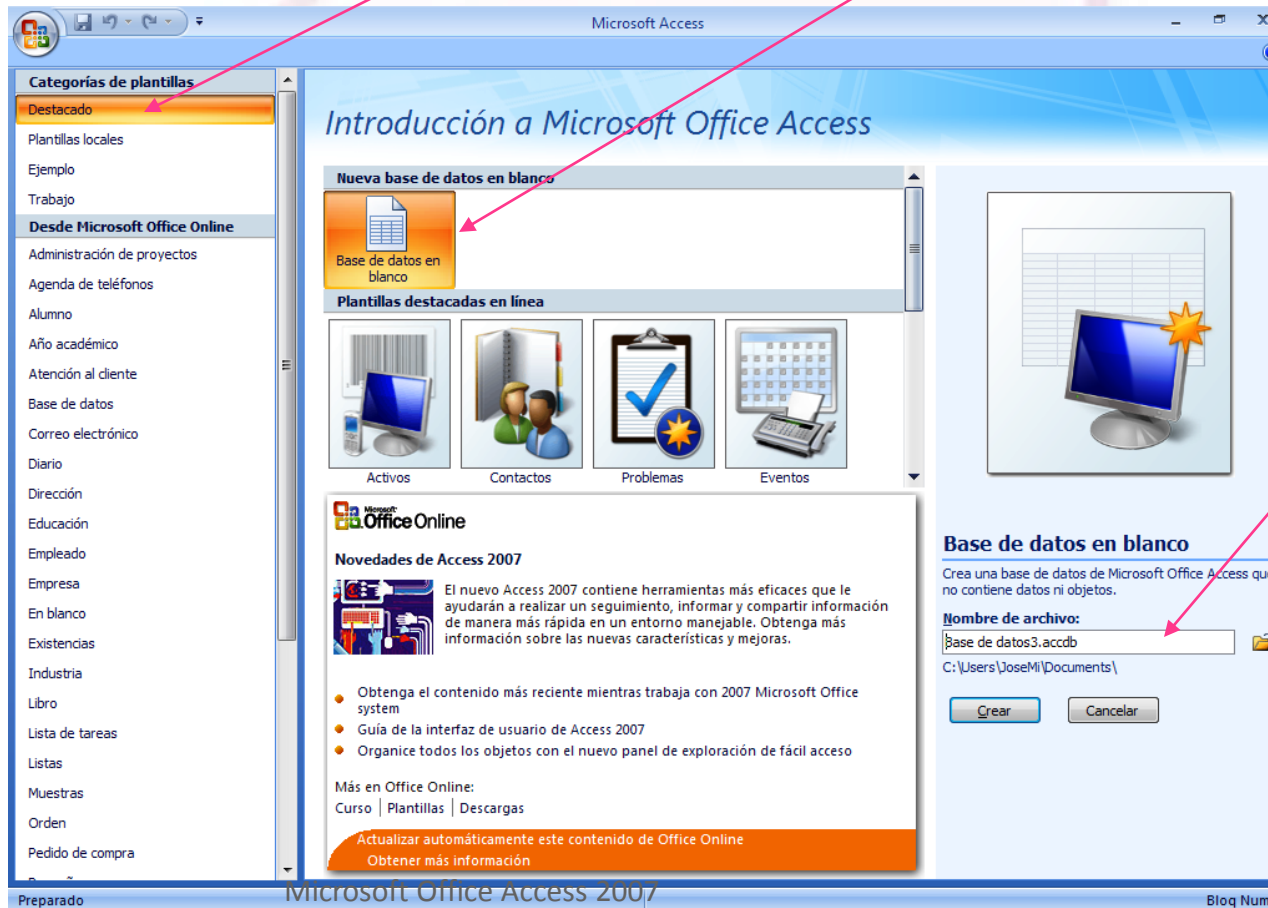 Microsoft Access
Categorías de plantillas
Destacado
Plantillas locales
Ejemplo
Trabajo
Desde Microsoft Office Online
Administración de proyectos
Agenda de teléfonos
Alumno
Año académico
Atención al cliente
Base de datos
Correo electrónico
Diario
Dirección
Educación
Empleado
Empresa
En blanco
Existencias
Industria
Libro
Lista de tareas
Listas
Muestras
Orden
Pedido de compra
Introducción a Microsoft Office Access
Nueva base de datos en blanco
Base de datos en
blanco
Plantillas destacadas en línea
Activos
Contactos
Problemas
Eventos
Microsoft
Office Online
Novedades de Access 2007
El nuevo Access 2007 contiene herramientas más eficaces que le
ayudarán a realizar un seguimiento, informar y compartir información
de manera más rápida en un entorno manejable. Obtenga más
información sobre las nuevas características y mejoras.
Obtenga el contenido más reciente mientras trabaja con 2007 Microsoft Office
system
Guía de la interfaz de usuario de Access 2007
Organice todos los objetos con el nuevo panel de exploración de fácil acceso
Más en Office Online:
Curso | Plantillas | Descargas
Actualizar automáticamente este contenido de Office Online
Obtener más información
Base de datos en blanco
Crea una base de datos de Microsoft Office Access que
no contiene datos ni objetos.
Nombre de archivo:
Base de datos3.accdb
C:\Users\JoseMi\Documents\
Crear
Cancelar
Microsoft Office Access 2007
Preparado
Bloq Num